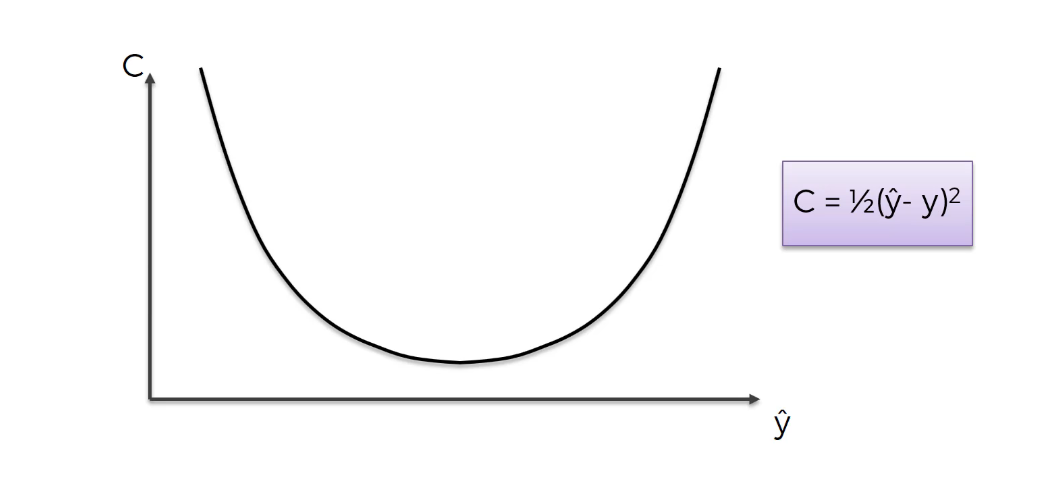 C
C = ½(ŷ- y)²
ŷ